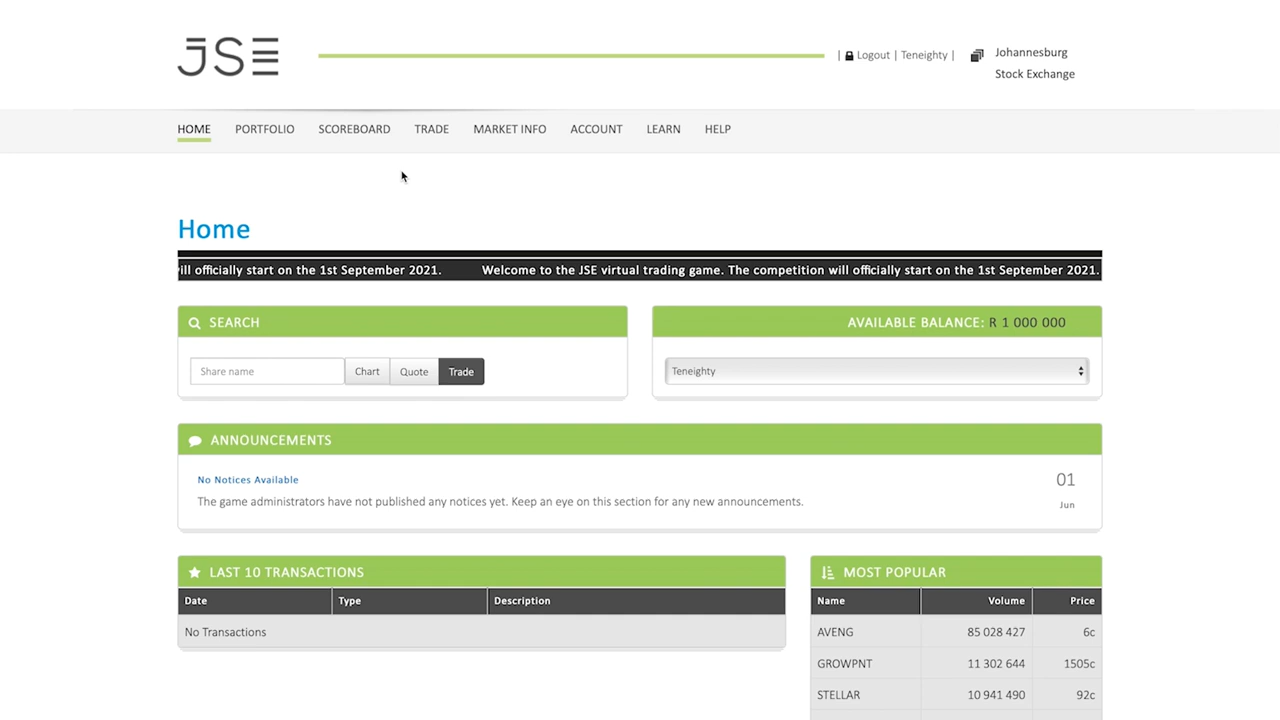 JSE
| Logout | Teneighty |
Johannesburg
Stock Exchange
HOME PORTFOLIO SCOREBOARD TRADE MARKET INFO ACCOUNT LEARN HELP
Home
ill officially start on the 1st September 2021. Welcome to the JSE virtual trading game. The competition will officially start on the 1st September 2021.
SEARCH
AVAILABLE BALANCE: R 1 000 000
Share name Chart Quote Trade
Teneighty
ANNOUNCEMENTS
No Notices Available
The game administrators have not published any notices yet. Keep an eye on this section for any new announcements.
01
Jun
LAST 10 TRANSACTIONS
Date Type Description
No Transactions
MOST POPULAR
Name Volume Price
AVENG 85 028 427 6c
GROWPNT 11 302 644 1505c
STELLAR 10 941 490 92c